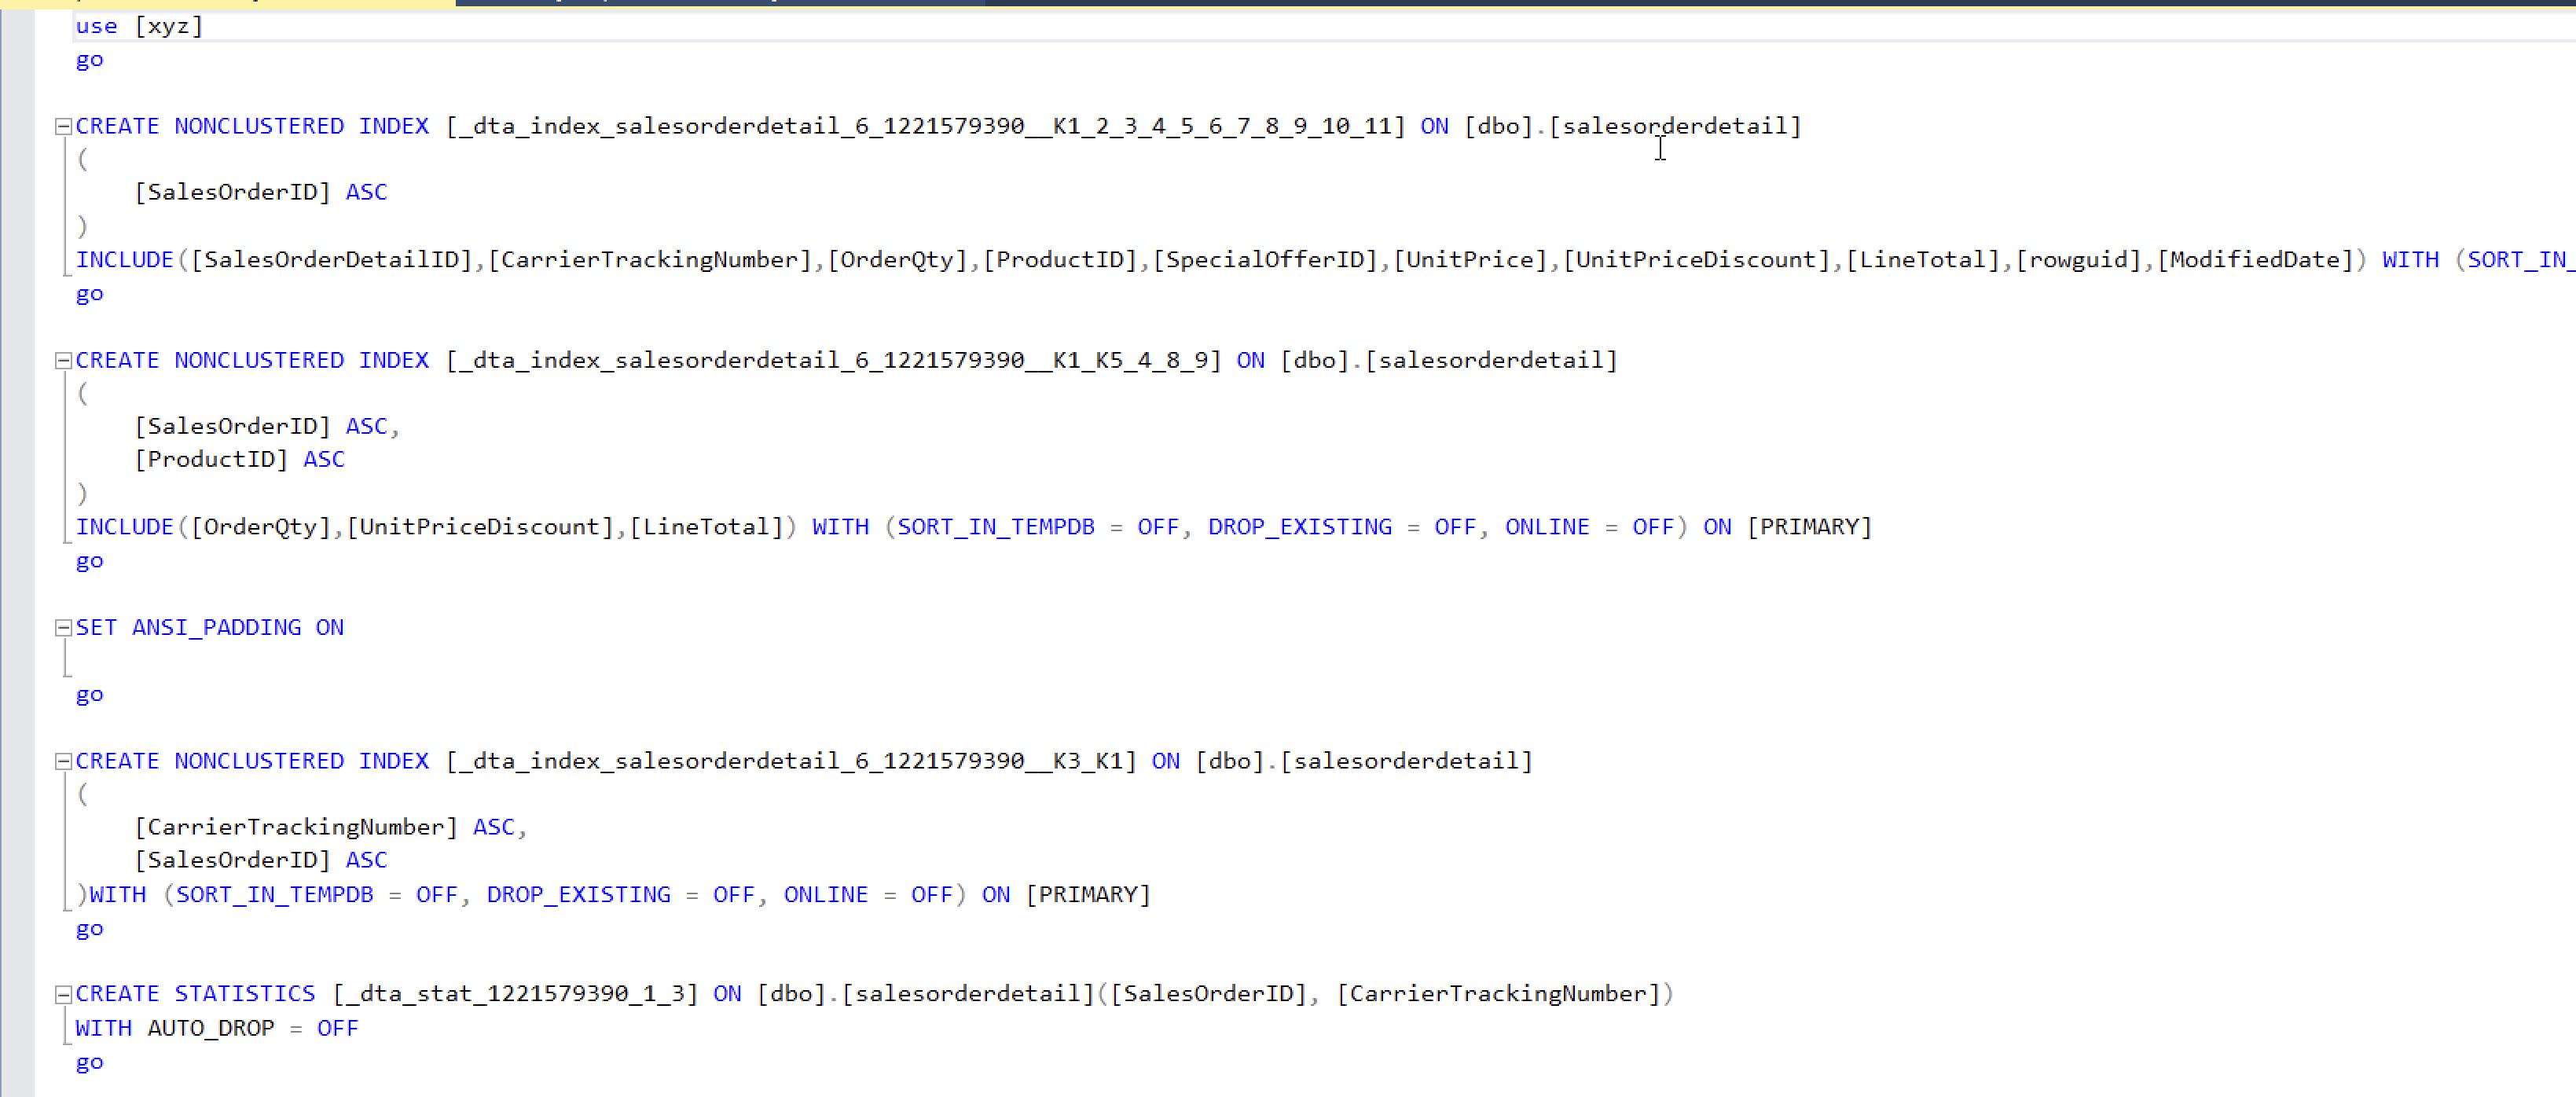 use [xyz]
go
CREATE NONCLUSTERED INDEX [_dta_index_salesorderdetail_6_1221579390__K1_2_3_4_5_6_7_8_9_10_11] ON [dbo].[salesorderdetail]
(
[SalesOrderID] ASC
)
INCLUDE([SalesOrderDetailID],[CarrierTrackingNumber],[OrderQty],[ProductID],[SpecialOfferID],[UnitPrice],[UnitPriceDiscount],[LineTotal],[rowguid],[ModifiedDate]) WITH (SORT_IN_
go
CREATE NONCLUSTERED INDEX [_dta_index_salesorderdetail_6_1221579390__K1_K5_4_8_9] ON [dbo].[salesorderdetail]
(
[SalesOrderID] ASC,
[ProductID] ASC
)
INCLUDE([OrderQty],[UnitPriceDiscount],[LineTotal]) WITH (SORT_IN_TEMPDB = OFF, DROP_EXISTING = OFF, ONLINE = OFF) ON [PRIMARY]
go
SET ANSI_PADDING ON
go
CREATE NONCLUSTERED INDEX [_dta_index_salesorderdetail_6_1221579390__K3_K1] ON [dbo].[salesorderdetail]
(
[CarrierTrackingNumber] ASC,
[SalesOrderID] ASC
)WITH (SORT_IN_TEMPDB = OFF, DROP_EXISTING = OFF, ONLINE = OFF) ON [PRIMARY]
go
CREATE STATISTICS [_dta_stat_1221579390_1_3] ON [dbo].[salesorderdetail]([SalesOrderID], [CarrierTrackingNumber])
WITH AUTO_DROP = OFF
go